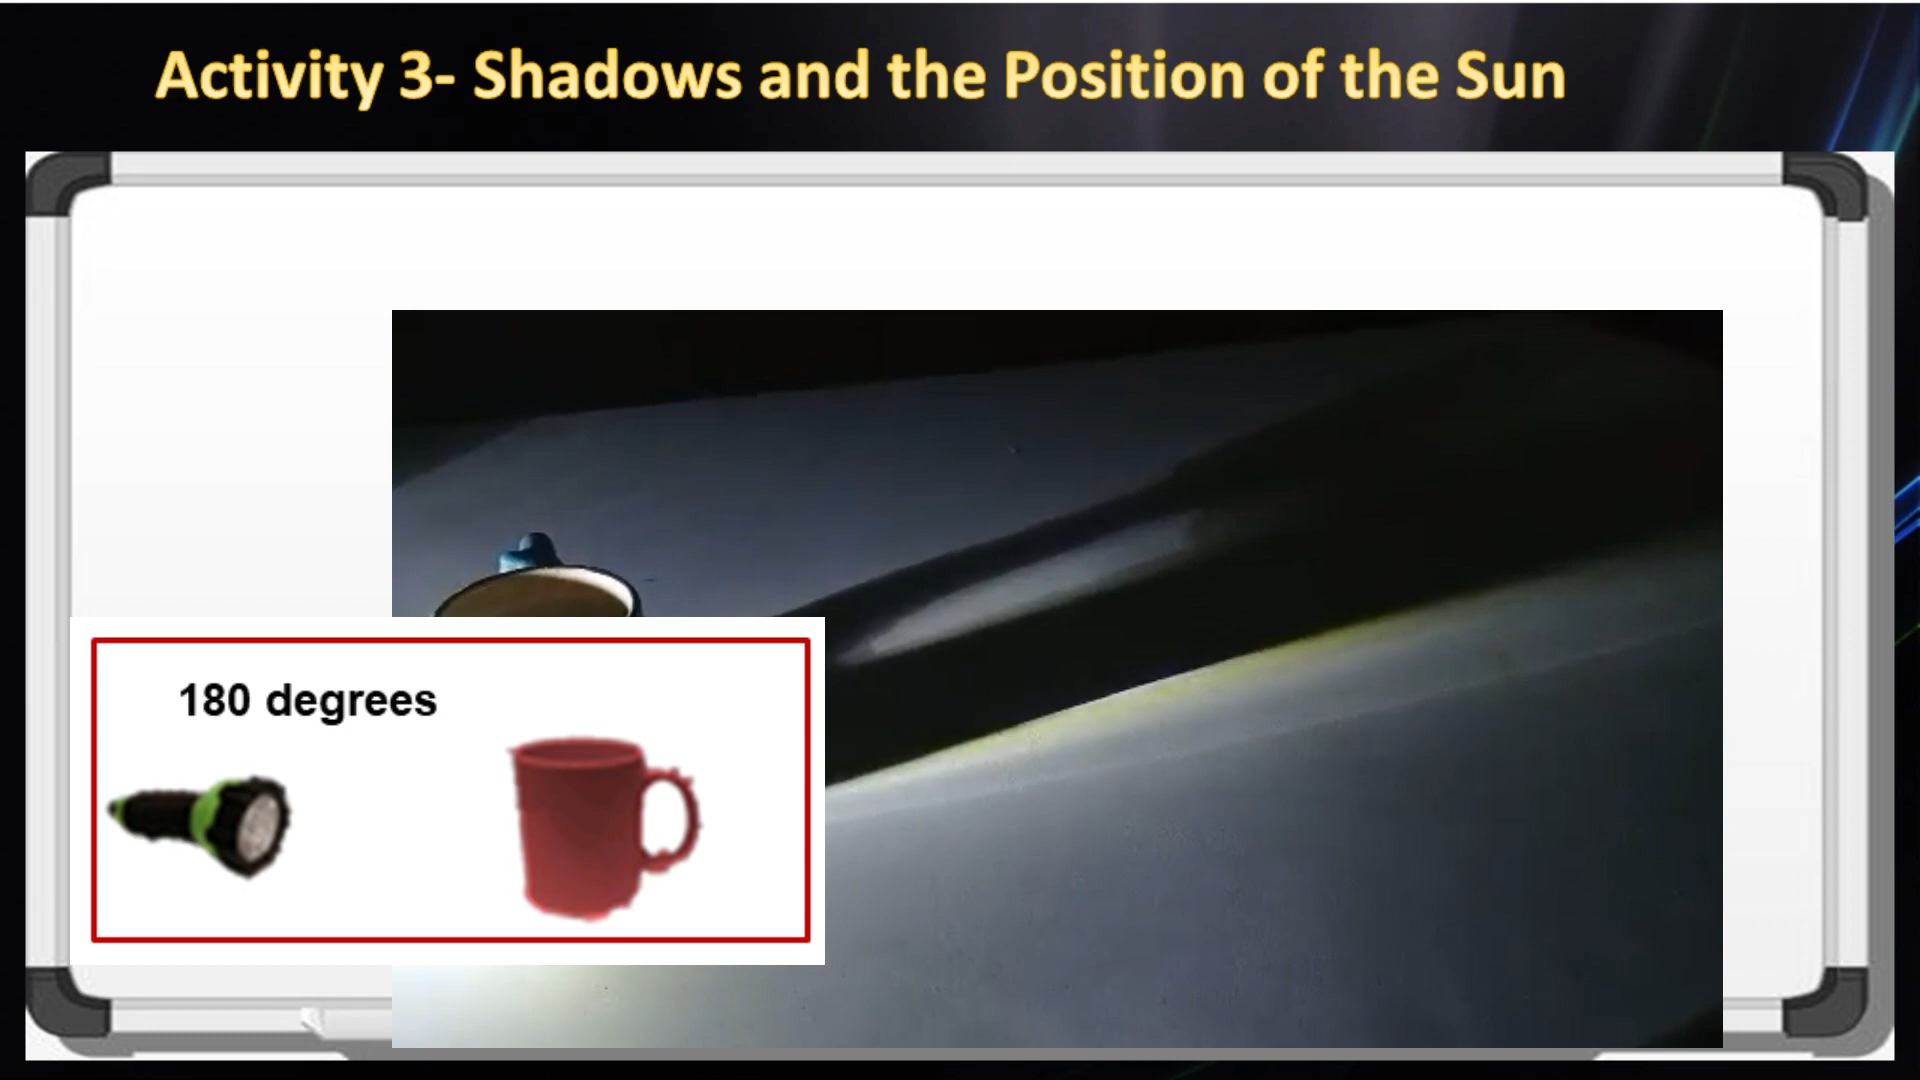 Activity 3- Shadows and the Position of the Sun
180 degrees